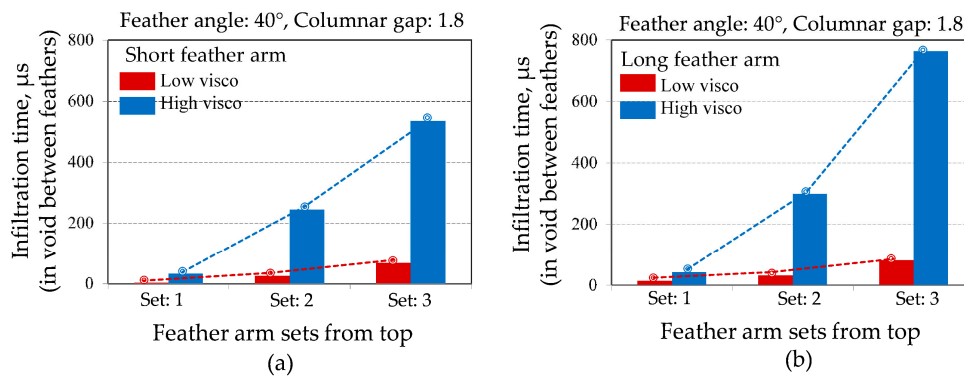 Feather angle: 40°, Columnar gap: 1.8
800
600
400
200
0
Infiltration time, µs
(in void between feathers)
Short feather arm
Low visco
High visco
Set: 1
Set: 2
Set: 3
Feather arm sets from top
(a)
Feather angle: 40°, Columnar gap: 1.8
800
600
400
200
0
Infiltration time, µs
(in void between feathers)
Long feather arm
Low visco
High visco
Set: 1
Set: 2
Set: 3
Feather arm sets from top
(b)